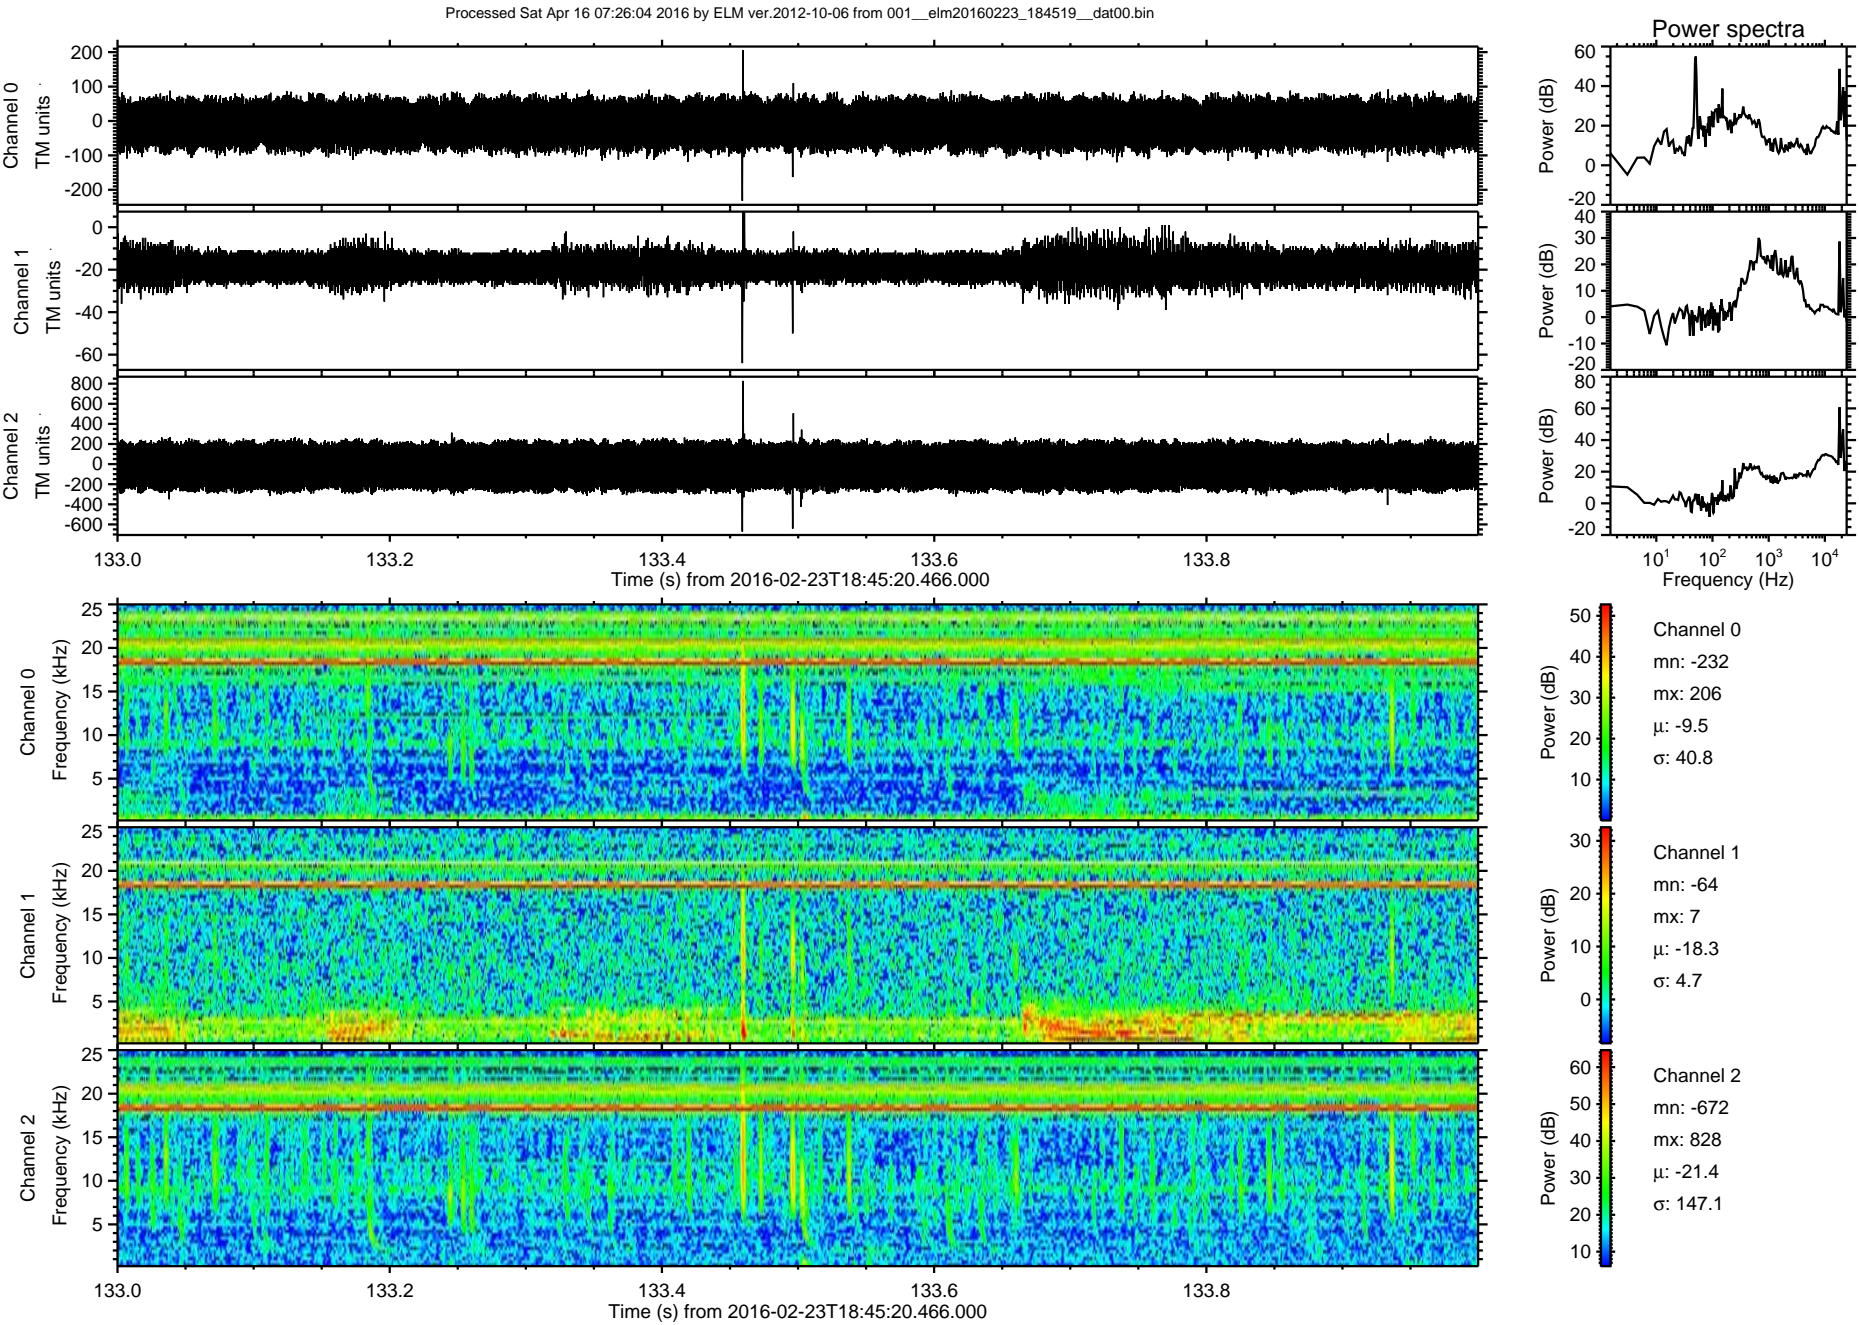 Processed Sat Apr 16 07:26:04 2016 by ELM ver.2012-10-06 from 001__elm20160223_184519__dat00.bin
Power spectra
Channel 0
TM units
200
100
0
-100
-200
Power (dB)
60
40
20
0
-20
Channel 1
TM units
0
-20
-40
-60
Power (dB)
40
30
20
10
0
-10
-20
Channel 2
TM units
800
600
400
200
0
-200
-400
-600
Power (dB)
80
60
40
20
0
-20
133.0 133.2 133.4 133.6 133.8
Time (s) from 2016-02-23T18:45:20.466.000
10^1 10^2 10^3 10^4
Frequency (Hz)
Channel 0
Frequency (kHz)
25
20
15
10
5
Power (dB)
50
40
30
20
10
Channel 0
mn: -232
mx: 206
μ: -9.5
σ: 40.8
Channel 1
Frequency (kHz)
25
20
15
10
5
Power (dB)
30
20
10
0
Channel 1
mn: -64
mx: 7
μ: -18.3
σ: 4.7
Channel 2
Frequency (kHz)
25
20
15
10
5
Power (dB)
60
50
40
30
20
10
Channel 2
mn: -672
mx: 828
μ: -21.4
σ: 147.1
133.0 133.2 133.4 133.6 133.8
Time (s) from 2016-02-23T18:45:20.466.000